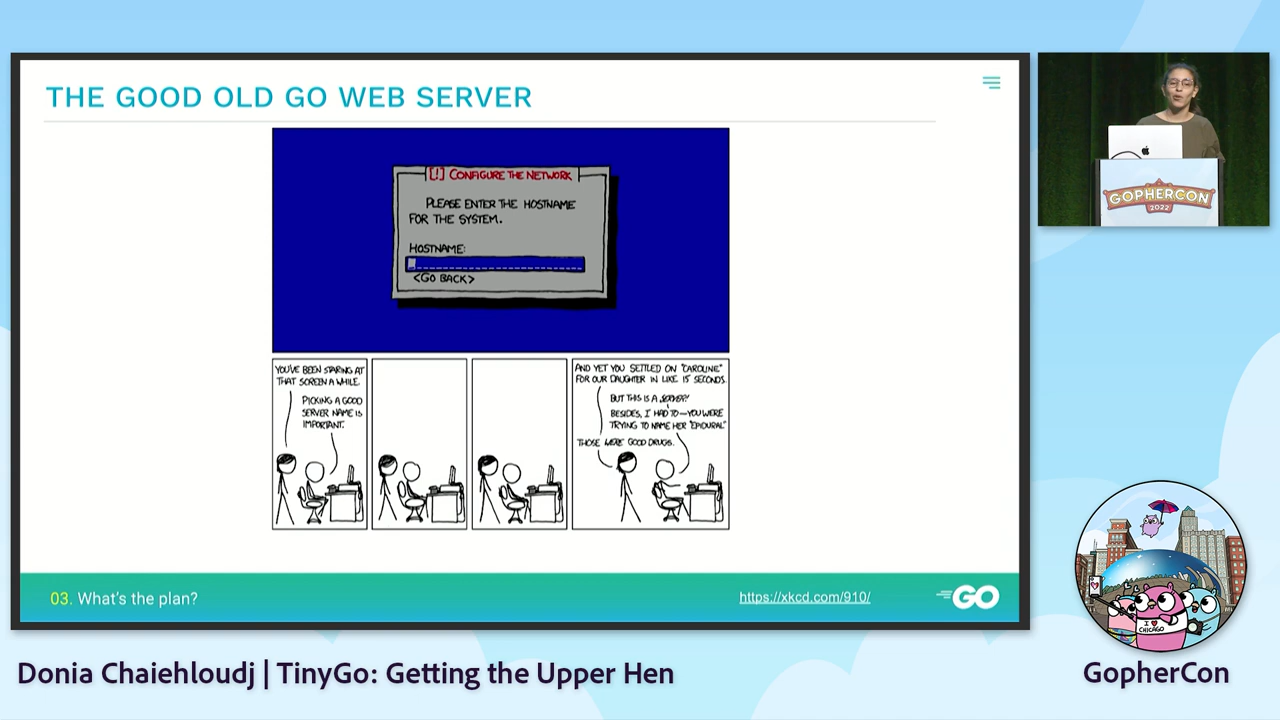 THE GOOD OLD GO WEB SERVER
[!] CONFIGURE THE NETWORK
PLEASE ENTER THE HOSTNAME
FOR THE SYSTEM.
HOSTNAME:
<GO BACK>
YOU'VE BEEN STARING AT
THAT SCREEN A WHILE.
PICKING A GOOD
SERVER NAME IS
IMPORTANT.
AND YET YOU SETTLED ON "CAROLINE"
FOR OUR DAUGHTER IN LIKE 15 SECONDS.
BUT THIS IS A SERVER!
BESIDES, I HAD TO—YOU WERE
TRYING TO NAME HER "EPIDURAL"
THOSE WERE GOOD DRUGS.
03. What's the plan?
https://xkcd.com/910/
GO
GOPHERCON
2022
I ♥
CHICAGO
Donia Chaiehloudj | TinyGo: Getting the Upper Hen
GopherCon